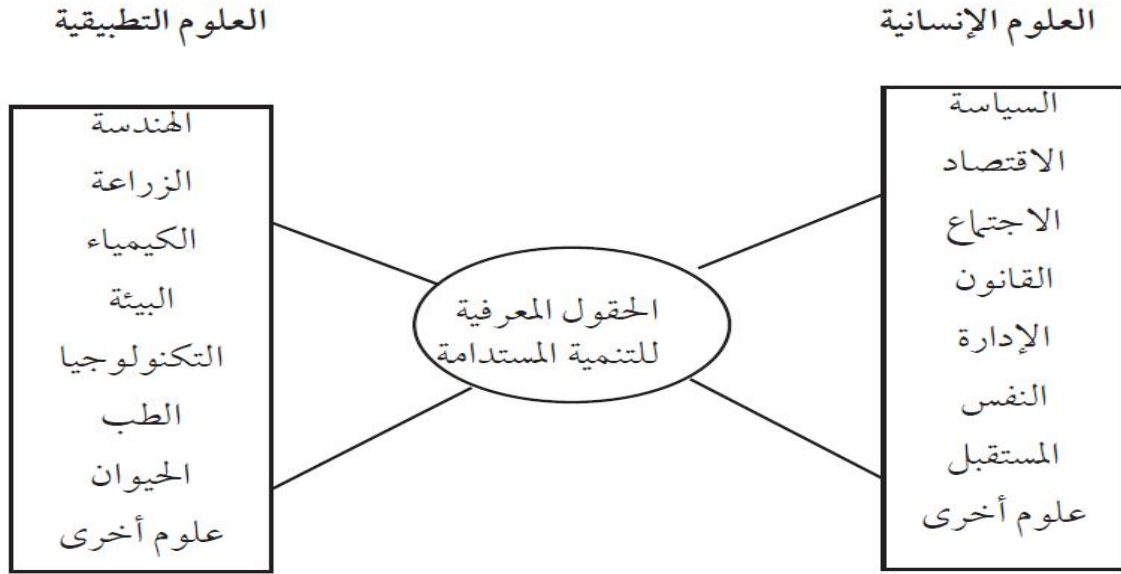 العلوم الإنسانية
السياسة
الاقتصاد
الاجتماع
القانون
الإدارة
النفس
المستقبل
علوم أخرى
الحقول المعرفية
للتنمية المستدامة
العلوم التطبيقية
الهندسة
الزراعة
الكيمياء
البيئة
التكنولوجيا
الطب
الحيوان
علوم أخرى